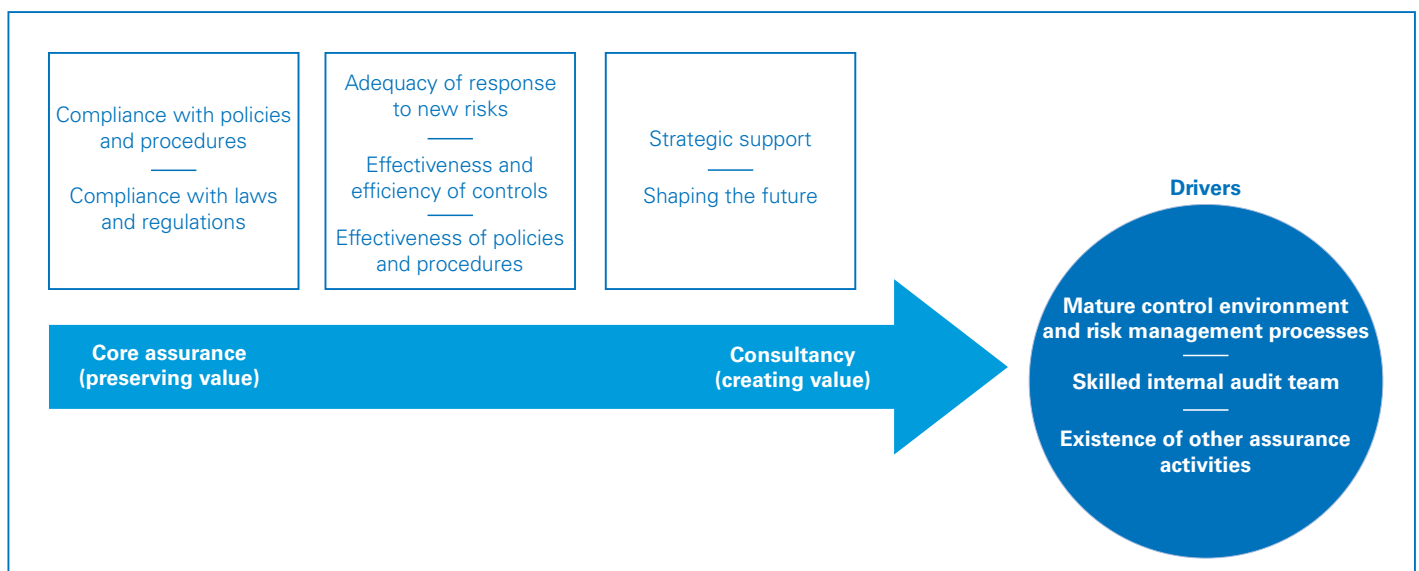 Compliance with policies
and procedures
Compliance with laws
and regulations
Adequacy of response
to new risks
Effectiveness and
efficiency of controls
Effectiveness of policies
and procedures
Strategic support
Shaping the future
Core assurance
(preserving value)
Consultancy
(creating value)
Drivers
Mature control environment
and risk management processes
Skilled internal audit team
Existence of other assurance
activities